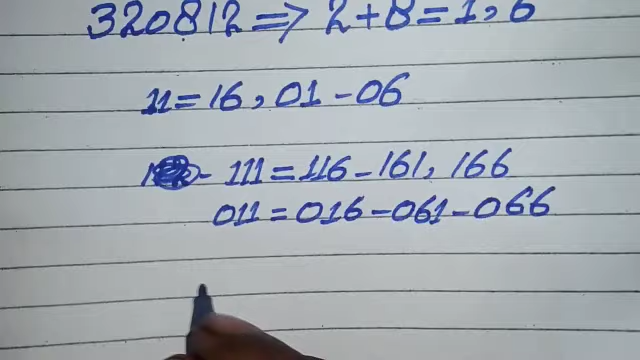 320812 => 2+8=1,6
11=16, 01-06
- 111=116-161, 166
011=016-061-066